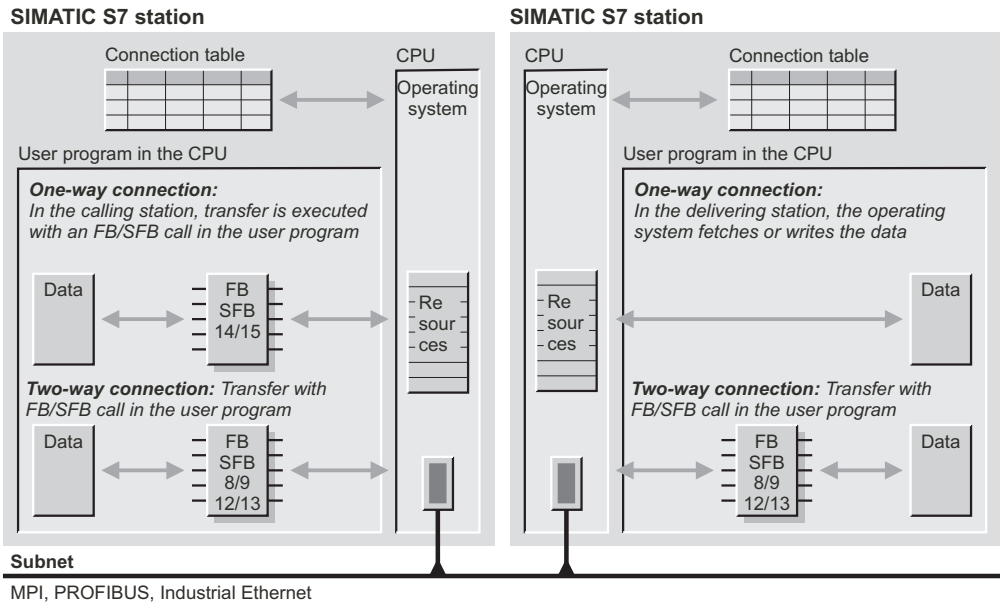 SIMATIC S7 station
Connection table
CPU
Operating
system
User program in the CPU
One-way connection:
In the calling station, transfer is executed
with an FB/SFB call in the user program
Data
FB
SFB
14/15
Re
sour
ces
Two-way connection: Transfer with
FB/SFB call in the user program
Data
FB
SFB
8/9
12/13
SIMATIC S7 station
CPU
Connection table
Operating
system
User program in the CPU
One-way connection:
In the delivering station, the operating
system fetches or writes the data
Re
sour
ces
Data
Two-way connection: Transfer with
FB/SFB call in the user program
FB
SFB
8/9
12/13
Data
Subnet
MPI, PROFIBUS, Industrial Ethernet